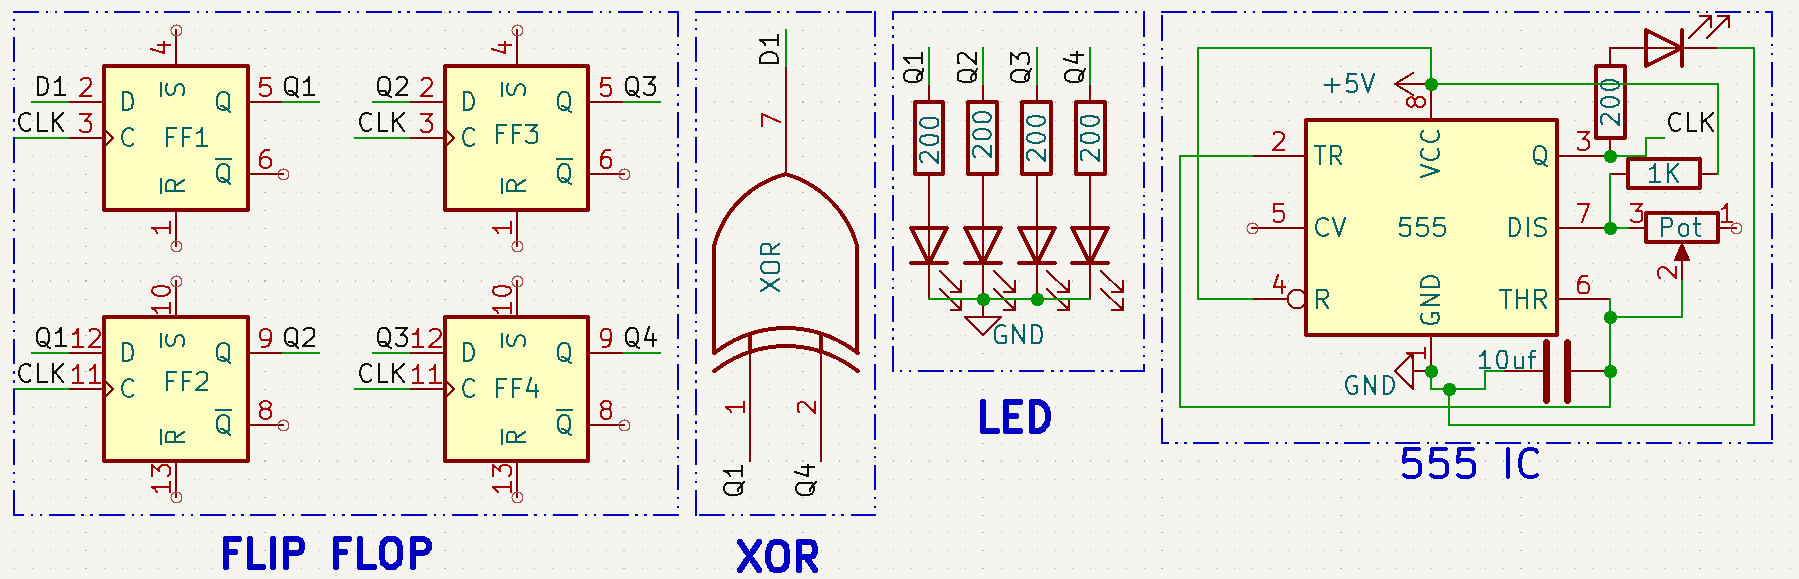 4
D1 2 D S Q 5 Q1
CLK 3 C FF1
R Q 6
1
4
Q2 2 D S Q 5 Q3
CLK 3 C FF3
R Q 6
1
10
Q1 12 D S Q 9 Q2
CLK 11 C FF2
R Q 8
13
10
Q3 12 D S Q 9 Q4
CLK 11 C FF4
R Q 8
13
FLIP FLOP
D1
7
XOR
1 2
Q1 Q4
XOR
Q1 Q2 Q3 Q4
200 200 200 200
GND
LED
+5V 8 200 CLK
2 TR VCC Q 3 1K
5 CV 555 DIS 7 3 Pot 1
2
4 R GND THR 6
1 10uf
GND
555 IC